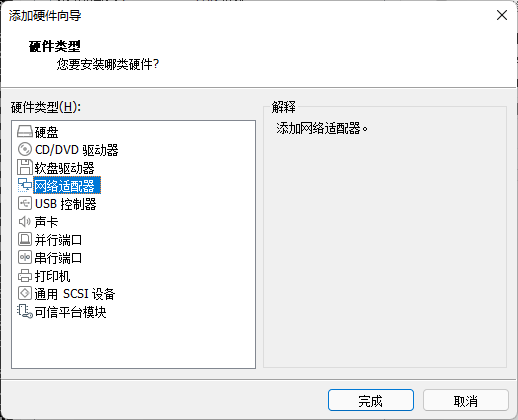 添加硬件向导
硬件类型
您要安装哪类硬件?
硬件类型(H):
硬盘
CD/DVD 驱动器
软盘驱动器
网络适配器
USB 控制器
声卡
并行端口
串行端口
打印机
通用 SCSI 设备
可信平台模块
解释
添加网络适配器。
完成
取消